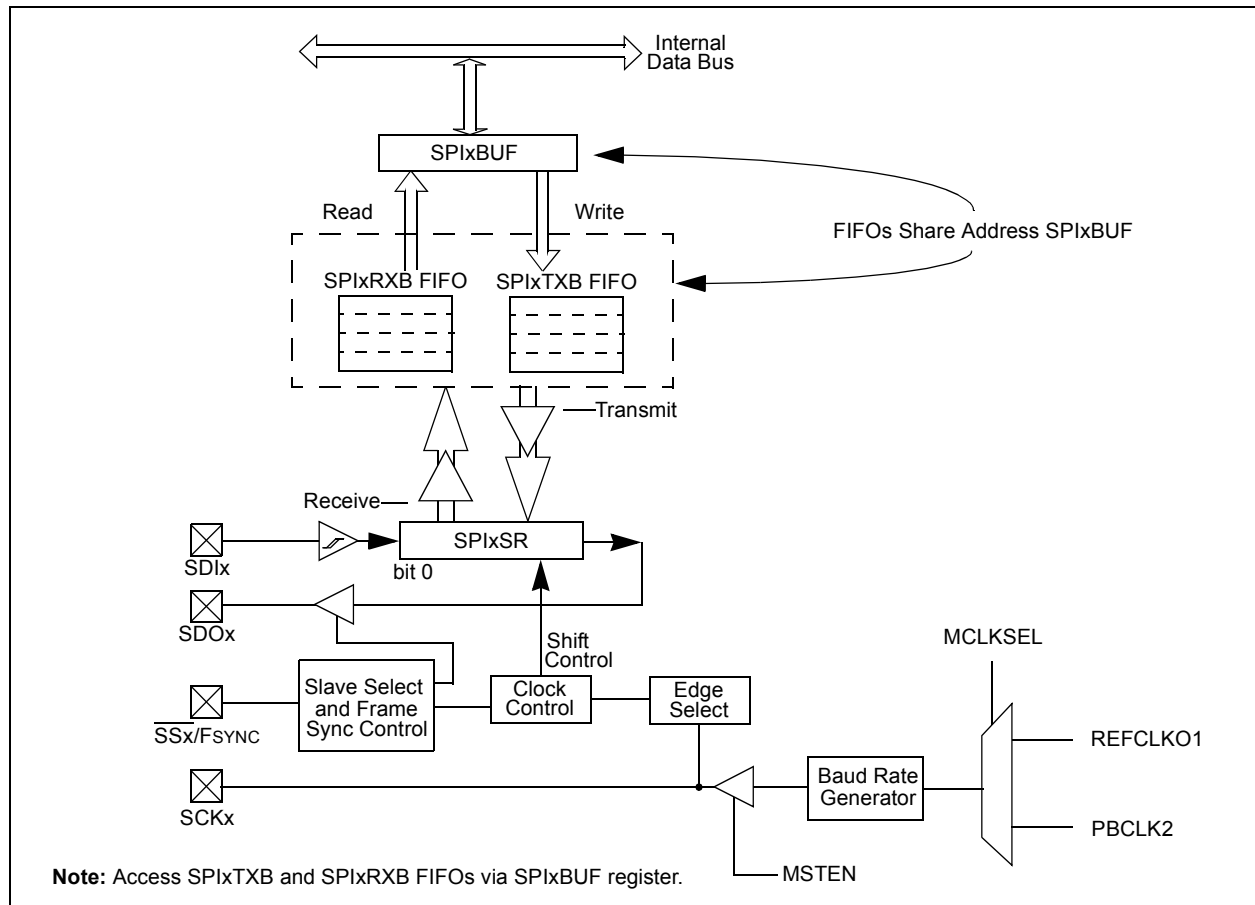 Internal
Data Bus
SPIxBUF
Read
Write
FIFOs Share Address SPIxBUF
SPIxRXB FIFO
SPIxTXB FIFO
Transmit
Receive
SPIxSR
SDIx
bit 0
SDOx
Shift
Control
MCLKSEL
Slave Select
and Frame
Sync Control
Clock
Control
Edge
Select
SSx/FSYNC
REFCLKO1
Baud Rate
Generator
SCKx
PBCLK2
MSTEN
Note: Access SPIxTXB and SPIxRXB FIFOs via SPIxBUF register.